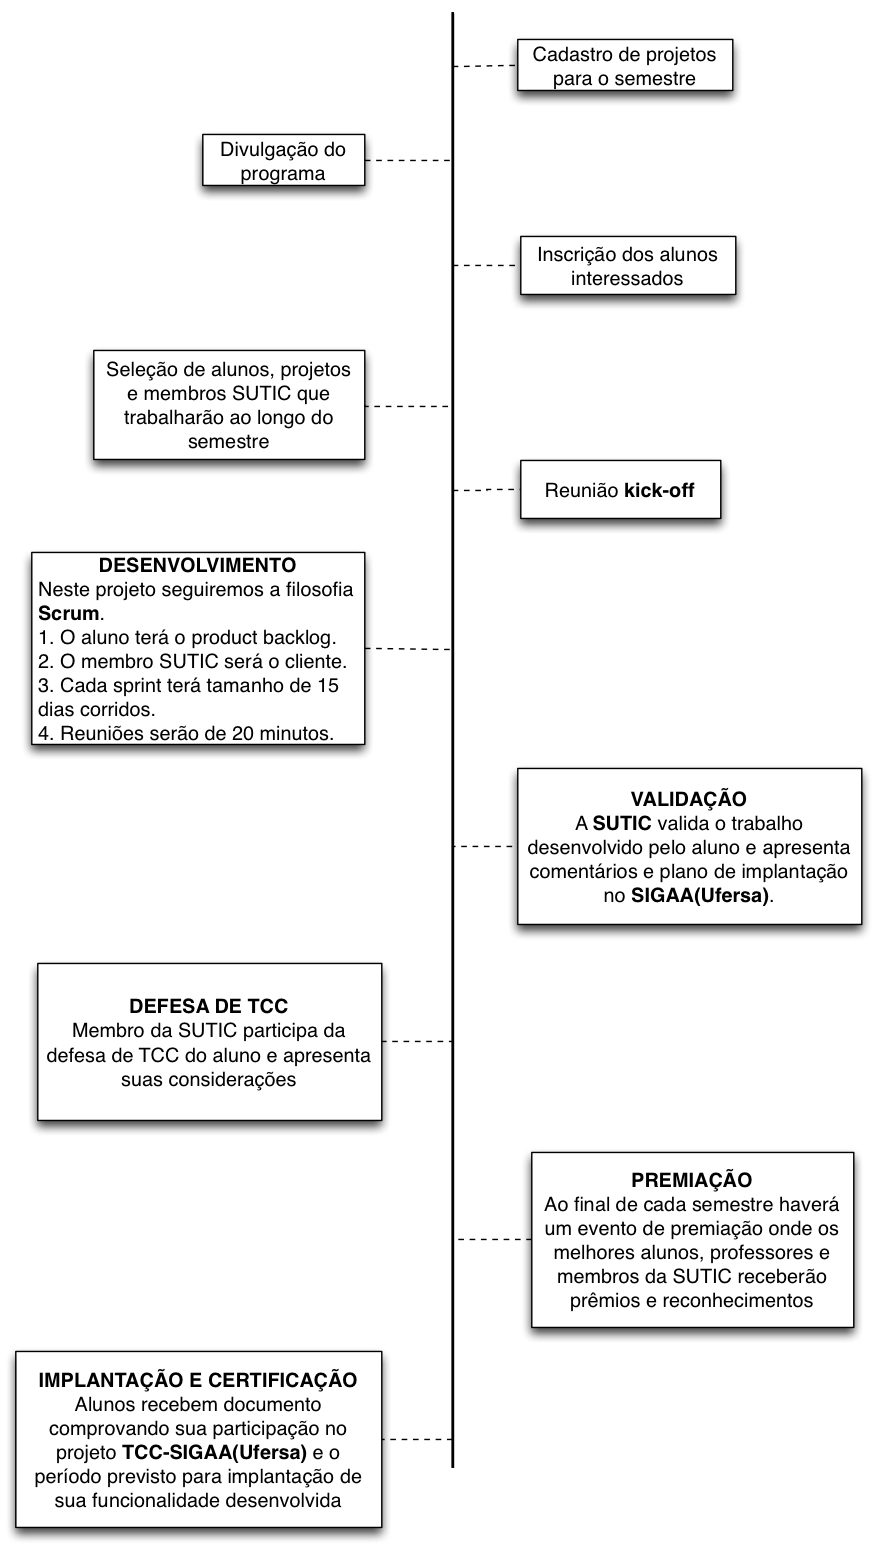 Cadastro de projetos
para o semestre
Divulgação do
programa
Inscrição dos alunos
interessados
Seleção de alunos, projetos
e membros SUTIC que
trabalharão ao longo do
semestre
Reunião kick-off
DESENVOLVIMENTO
Neste projeto seguiremos a filosofia
Scrum.
1. O aluno terá o product backlog.
2. O membro SUTIC será o cliente.
3. Cada sprint terá tamanho de 15
dias corridos.
4. Reuniões serão de 20 minutos.
VALIDAÇÃO
A SUTIC valida o trabalho
desenvolvido pelo aluno e apresenta
comentários e plano de implantação
no SIGAA(Ufersa).
DEFESA DE TCC
Membro da SUTIC participa da
defesa de TCC do aluno e apresenta
suas considerações
PREMIAÇÃO
Ao final de cada semestre haverá
um evento de premiação onde os
melhores alunos, professores e
membros da SUTIC receberão
prêmios e reconhecimentos
IMPLANTAÇÃO E CERTIFICAÇÃO
Alunos recebem documento
comprovando sua participação no
projeto TCC-SIGAA(Ufersa) e o
período previsto para implantação de
sua funcionalidade desenvolvida